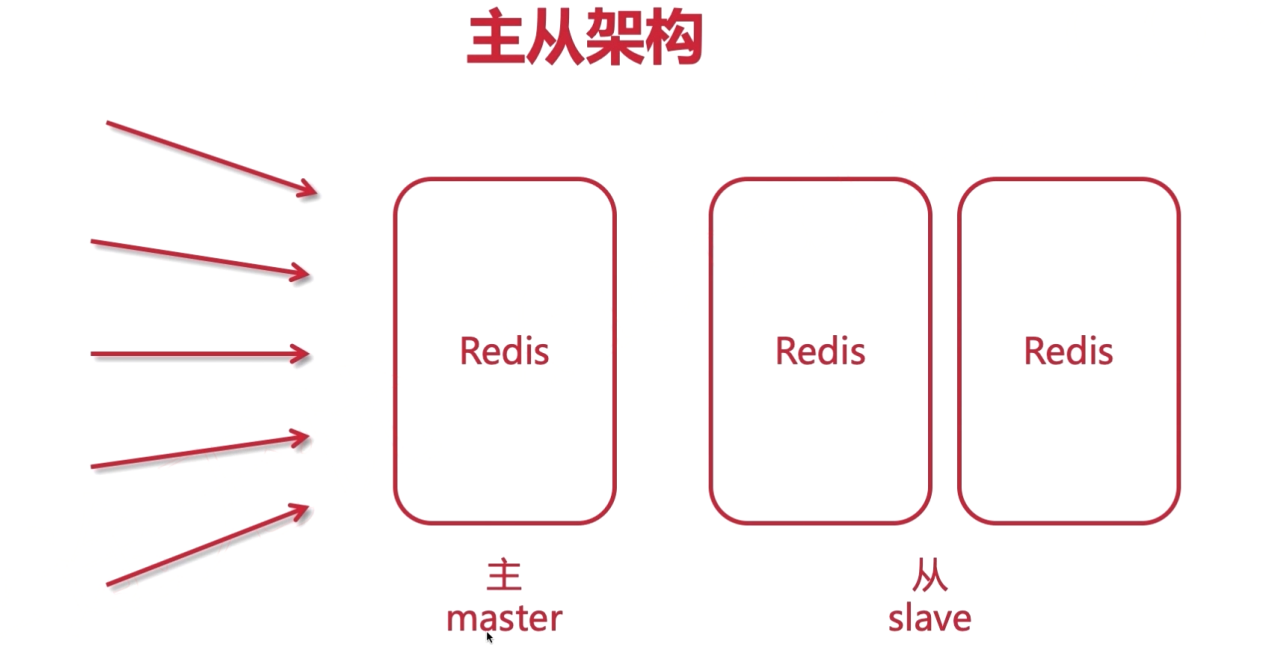 主从架构
Redis
Redis
Redis
主
master
从
slave